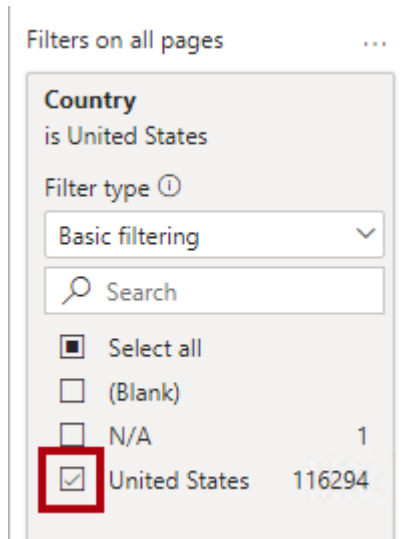 Filters on all pages ...
Country
is United States
Filter type
Basic filtering
Search
Select all
(Blank)
N/A 1
United States 116294